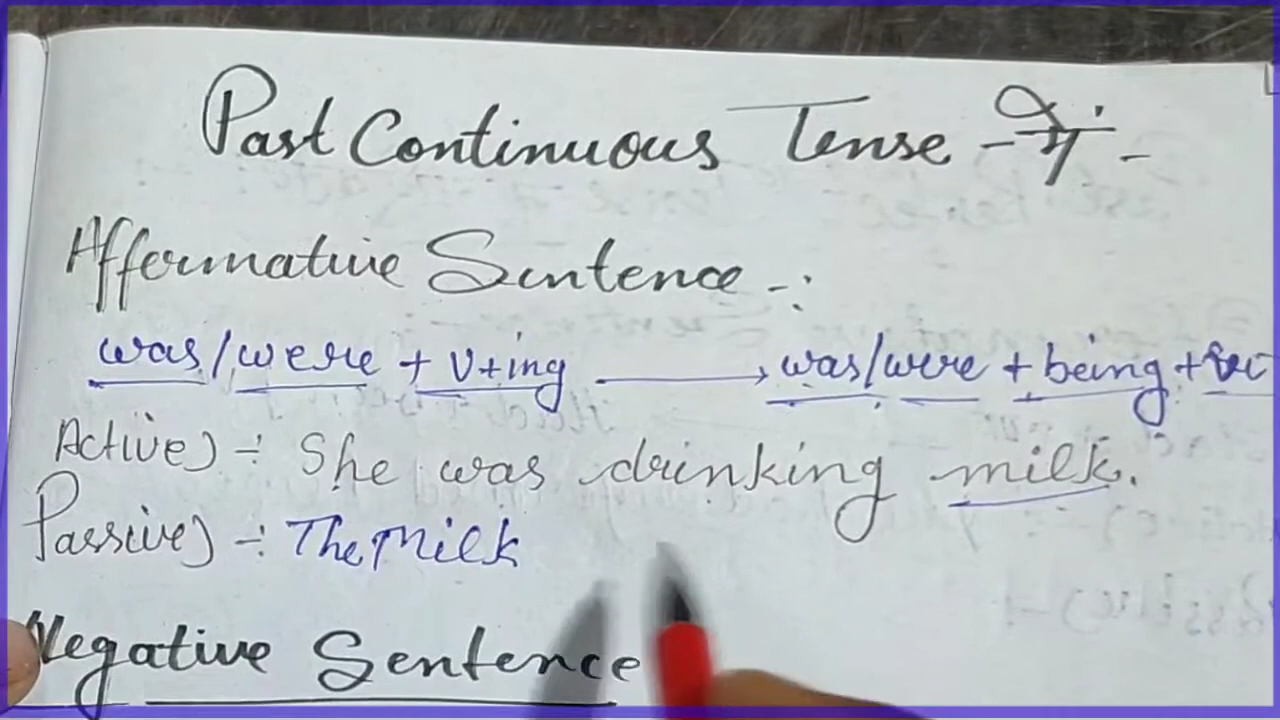 Past Continuous Tense - में -
Affermative Sentence -:
was/were + V+ing → was/were + being +
Active) ÷ She was drinking milk.
Passive) ÷ The Milk
Negative Sentence